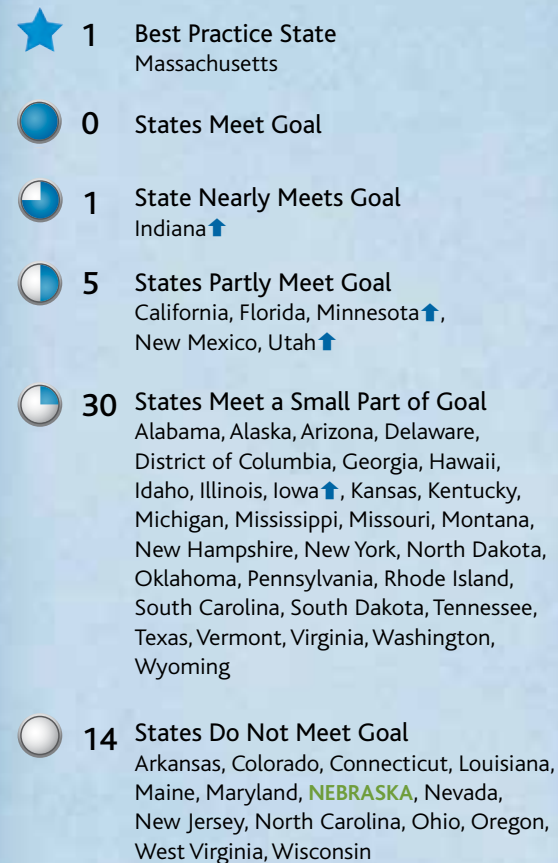 1 Best Practice State
Massachusetts
0 States Meet Goal
1 State Nearly Meets Goal
Indiana⬆
5 States Partly Meet Goal
California, Florida, Minnesota⬆,
New Mexico, Utah⬆
30 States Meet a Small Part of Goal
Alabama, Alaska, Arizona, Delaware,
District of Columbia, Georgia, Hawaii,
Idaho, Illinois, Iowa⬆, Kansas, Kentucky,
Michigan, Mississippi, Missouri, Montana,
New Hampshire, New York, North Dakota,
Oklahoma, Pennsylvania, Rhode Island,
South Carolina, South Dakota, Tennessee,
Texas, Vermont, Virginia, Washington,
Wyoming
14 States Do Not Meet Goal
Arkansas, Colorado, Connecticut, Louisiana,
Maine, Maryland, NEBRASKA, Nevada,
New Jersey, North Carolina, Ohio, Oregon,
West Virginia, Wisconsin